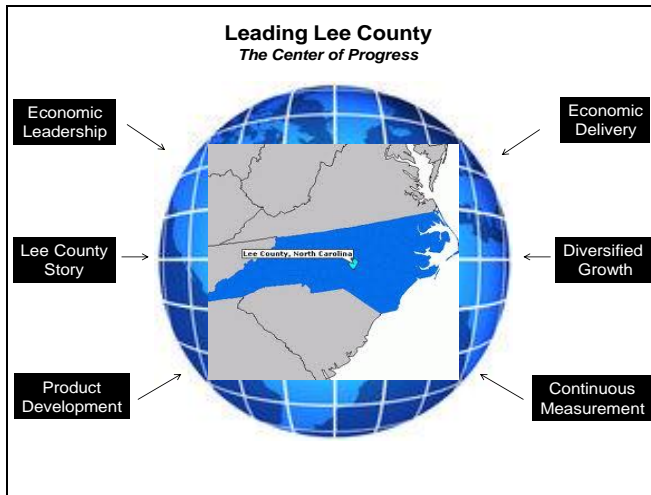 Leading Lee County
The Center of Progress
Economic
Leadership
Economic
Delivery
Lee County
Story
Lee County, North Carolina
Diversified
Growth
Product
Development
Continuous
Measurement